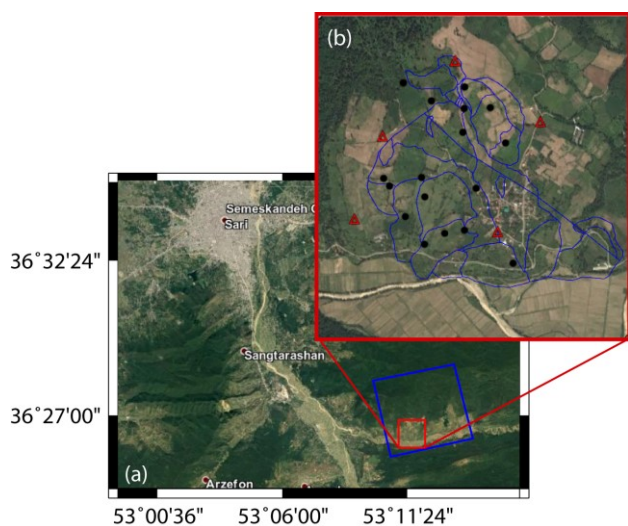 (b)
Semeskandeh
Sari
36°32'24"
Sangtarashan
36°27'00"
(a)
Arzefon
53°00'36" 53°06'00" 53°11'24"